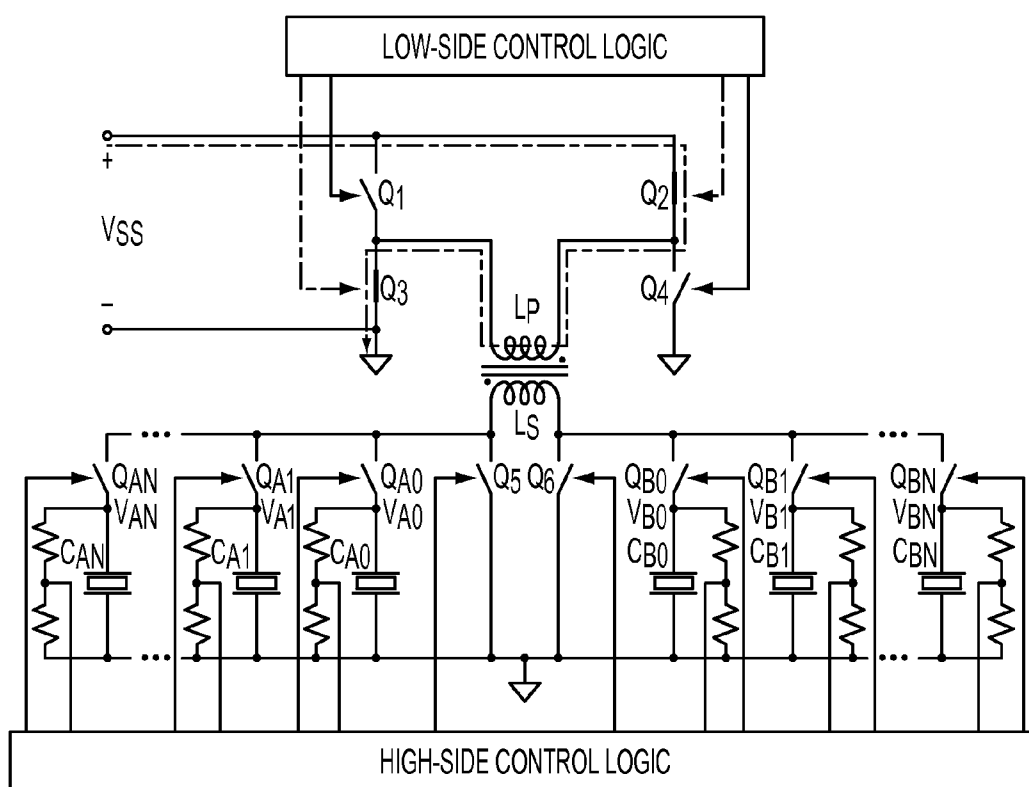 LOW-SIDE CONTROL LOGIC
+
VSS
–
Q1
Q2
Q3
Q4
LP
LS
QAN
QA1
QA0
Q5
Q6
QB0
QB1
QBN
VAN
VA1
VA0
VB0
VB1
VBN
CAN
CA1
CA0
CB0
CB1
CBN
HIGH-SIDE CONTROL LOGIC